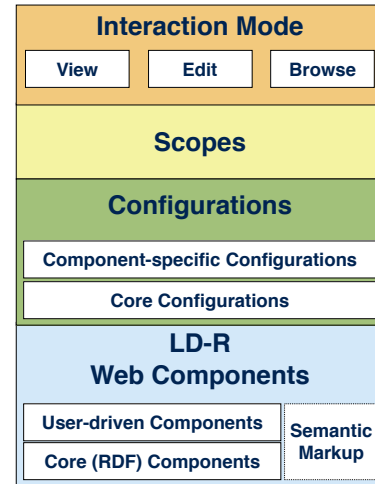 Interaction Mode
View Edit Browse
Scopes
Configurations
Component-specific Configurations
Core Configurations
LD-R
Web Components
User-driven Components
Core (RDF) Components
Semantic
Markup